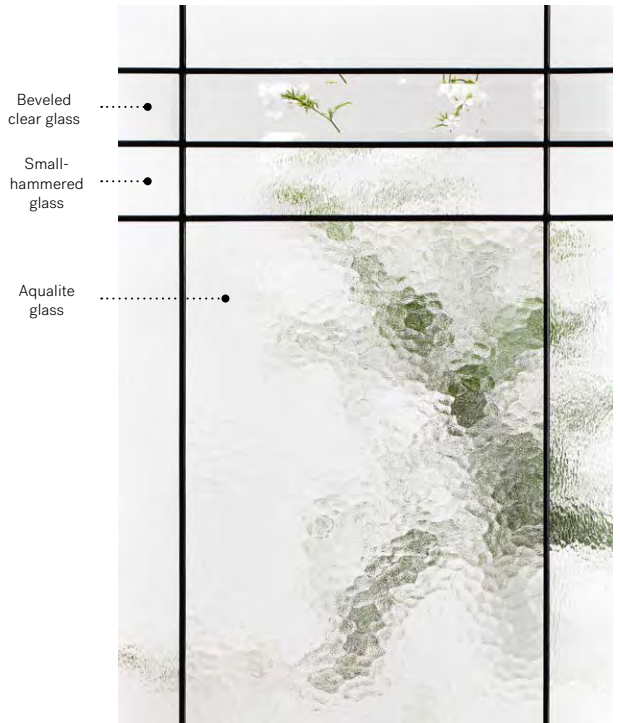 Beveled
clear glass
Small-
hammered
glass
Aqualite
glass